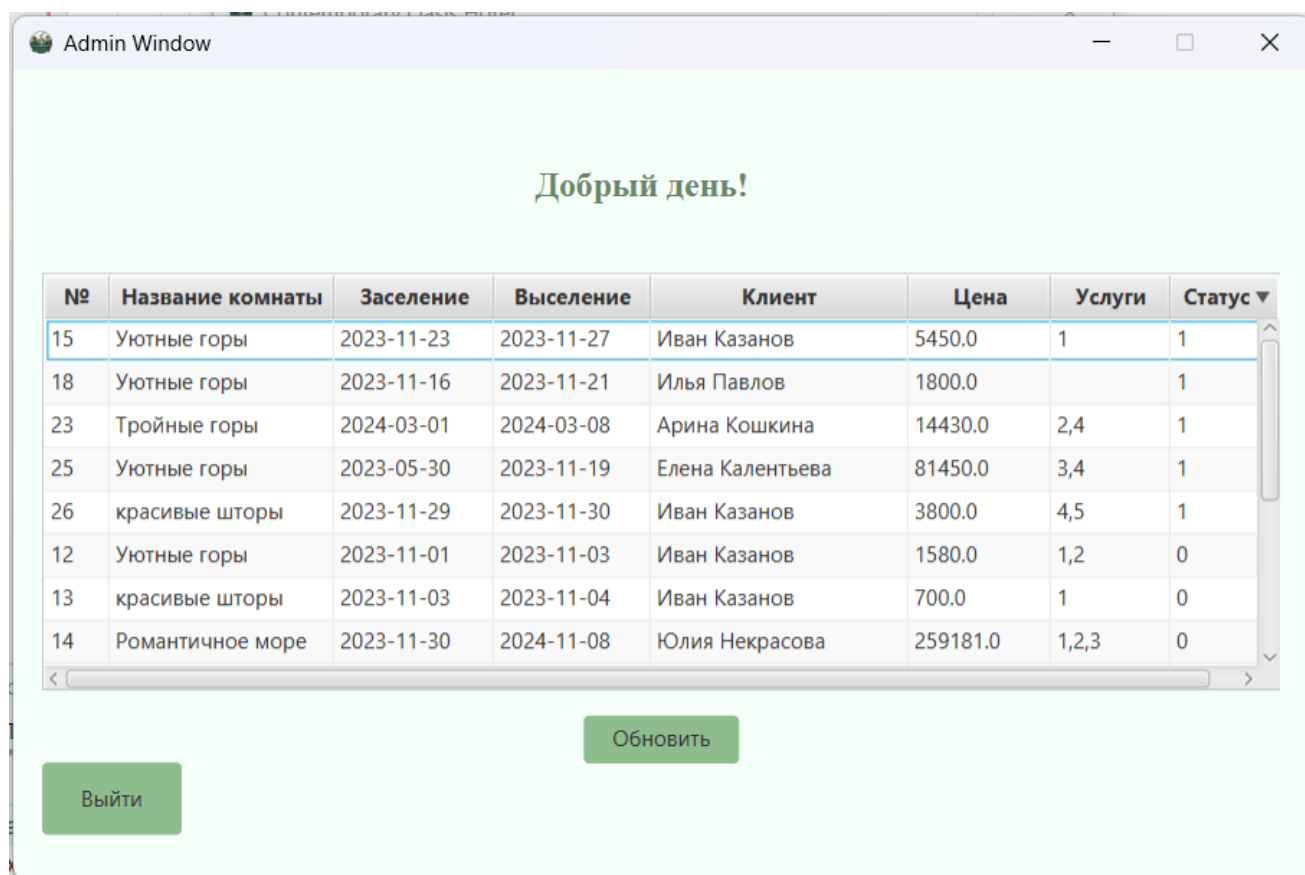 Contemporary Oasis Hotel
Admin Window
Добрый день!
№ Название комнаты Заселение Выселение Клиент Цена Услуги Статус
15 Уютные горы 2023-11-23 2023-11-27 Иван Казанов 5450.0 1 1
18 Уютные горы 2023-11-16 2023-11-21 Илья Павлов 1800.0 1
23 Тройные горы 2024-03-01 2024-03-08 Арина Кошкина 14430.0 2,4 1
25 Уютные горы 2023-05-30 2023-11-19 Елена Калентьева 81450.0 3,4 1
26 красивые шторы 2023-11-29 2023-11-30 Иван Казанов 3800.0 4,5 1
12 Уютные горы 2023-11-01 2023-11-03 Иван Казанов 1580.0 1,2 0
13 красивые шторы 2023-11-03 2023-11-04 Иван Казанов 700.0 1 0
14 Романтичное море 2023-11-30 2024-11-08 Юлия Некрасова 259181.0 1,2,3 0
Обновить
Выйти